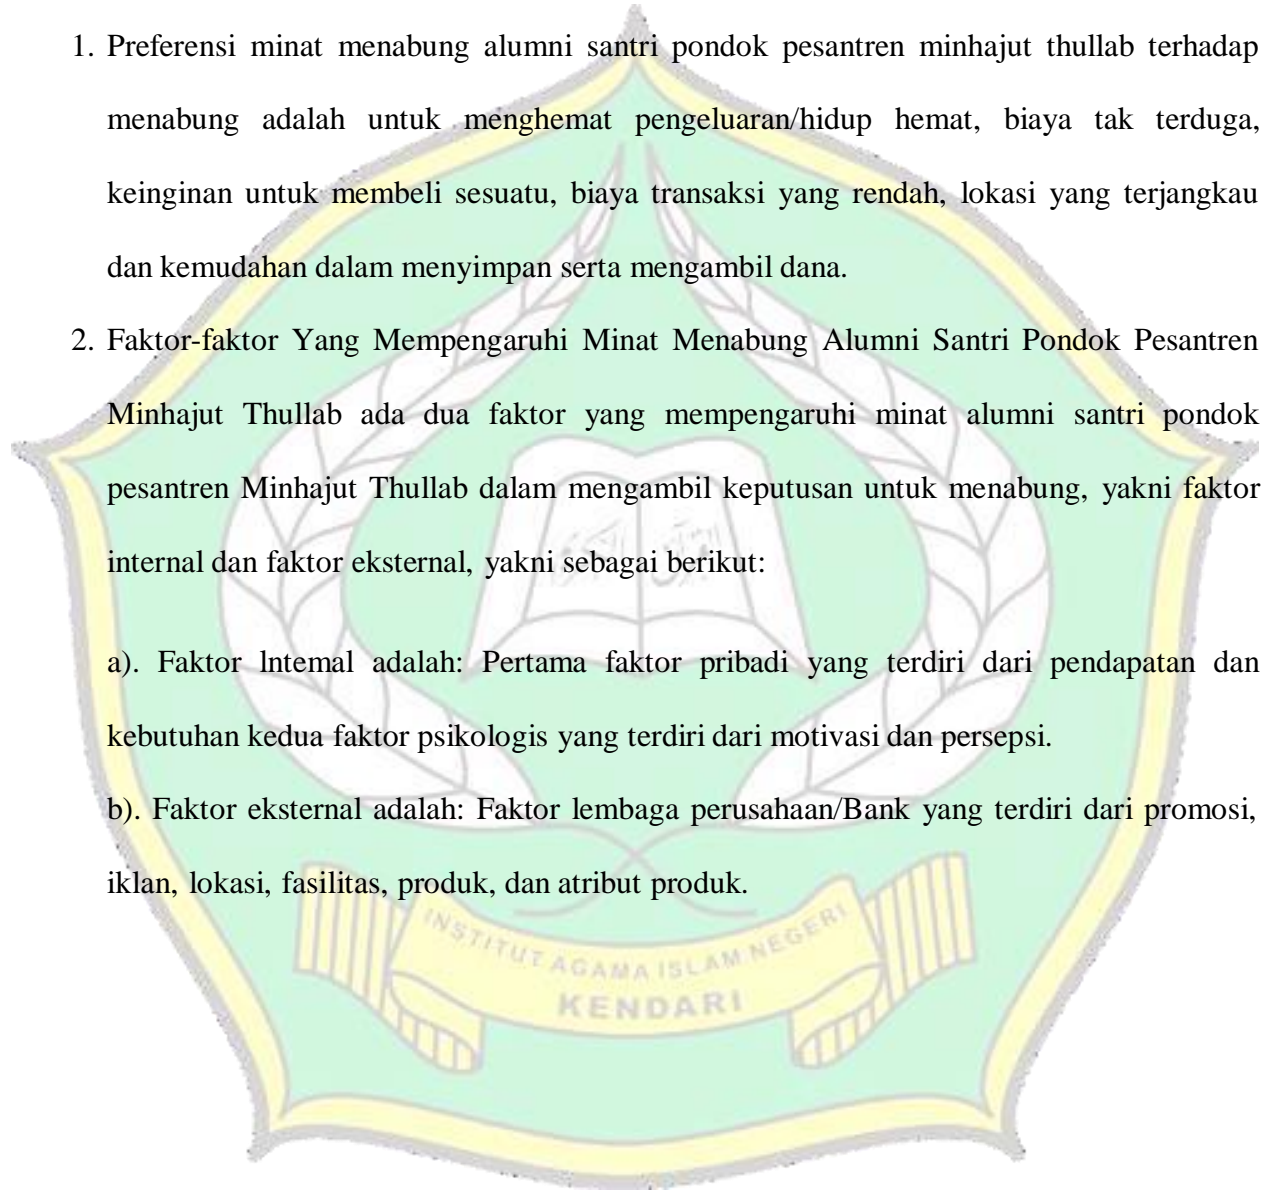 1. Preferensi minat menabung alumni santri pondok pesantren minhajut thullab terhadap
menabung adalah untuk menghemat pengeluaran/hidup hemat, biaya tak terduga,
keinginan untuk membeli sesuatu, biaya transaksi yang rendah, lokasi yang terjangkau
dan kemudahan dalam menyimpan serta mengambil dana.
2. Faktor-faktor Yang Mempengaruhi Minat Menabung Alumni Santri Pondok Pesantren
Minhajut Thullab ada dua faktor yang mempengaruhi minat alumni santri pondok
pesantren Minhajut Thullab dalam mengambil keputusan untuk menabung, yakni faktor
internal dan faktor eksternal, yakni sebagai berikut:
a). Faktor lntemal adalah: Pertama faktor pribadi yang terdiri dari pendapatan dan
kebutuhan kedua faktor psikologis yang terdiri dari motivasi dan persepsi.
b). Faktor eksternal adalah: Faktor lembaga perusahaan/Bank yang terdiri dari promosi,
iklan, lokasi, fasilitas, produk, dan atribut produk.
INSTITUT AGAMA ISLAM NEGERI
KENDARI